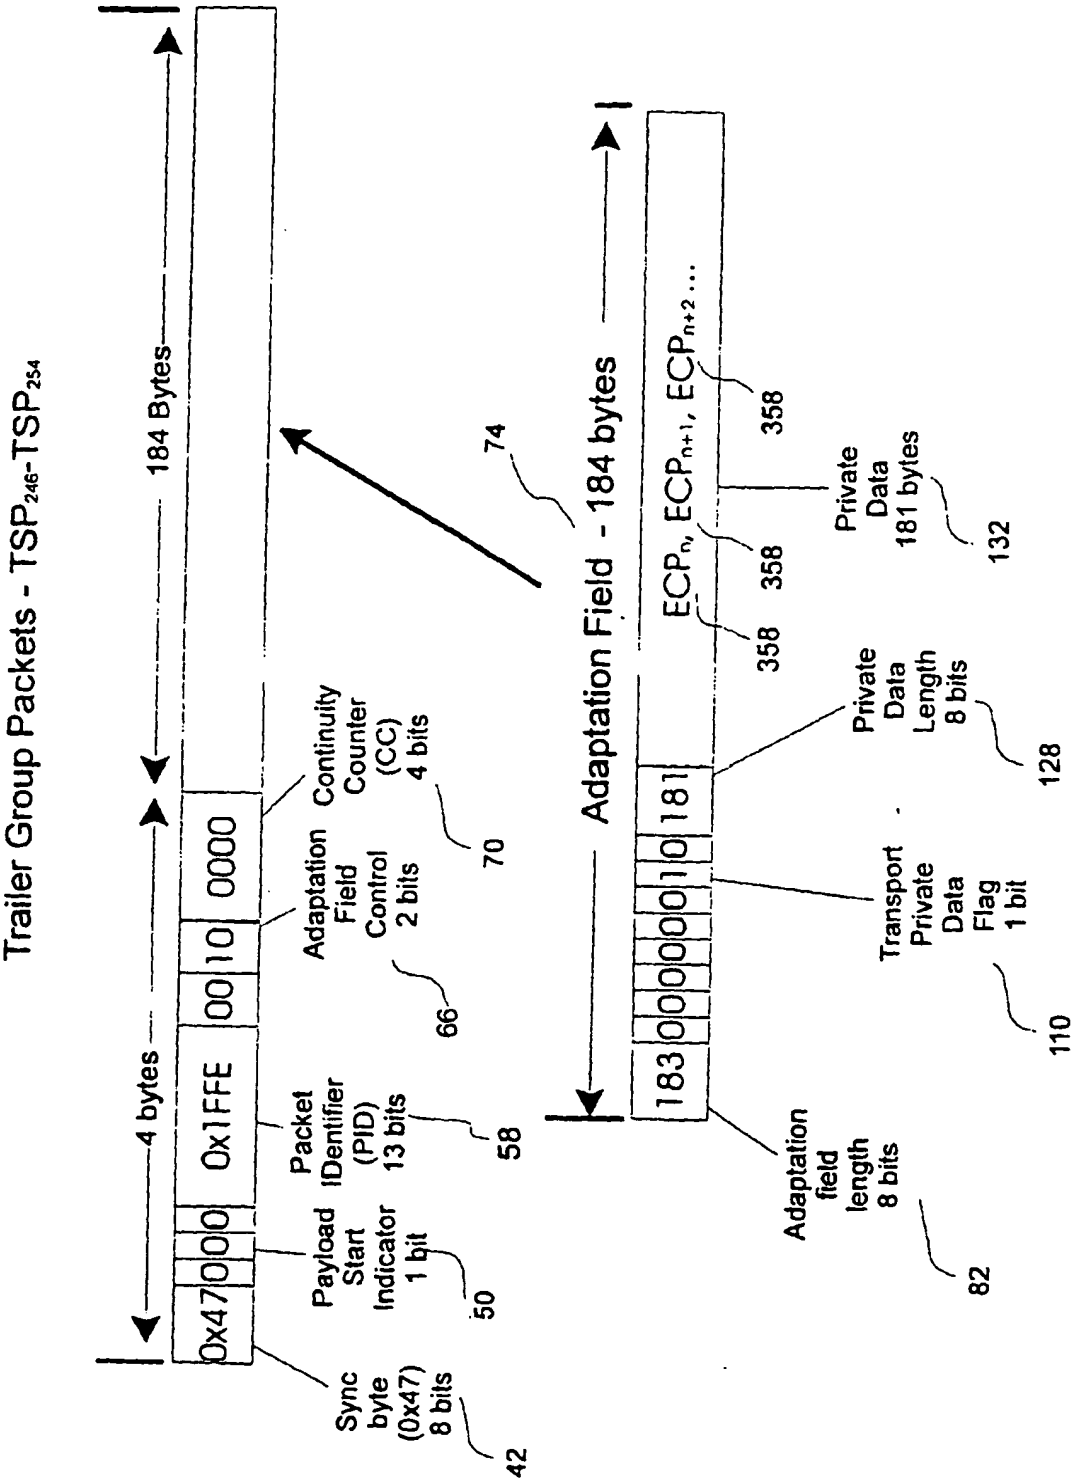 Trailer Group Packets - TSP246-TSP254
4 bytes
184 Bytes
0x47 0 0 0 0x1FFE 00 10 0000
Sync
byte
(0x47)
8 bits
42
Payload
Start
Indicator
1 bit
50
Packet
IDentifier
(PID)
13 bits
58
Adaptation
Field
Control
2 bits
66
Continuity
Counter
(CC)
4 bits
70
Adaptation Field - 184 bytes
74
183 0 0 0 0 0 0 1 0 181 ECPn, ECPn+1, ECPn+2...
358
358
358
Adaptation
field
length
8 bits
82
Transport
Private
Data
Flag
1 bit
110
Private
Data
Length
8 bits
128
Private
Data
181 bytes
132